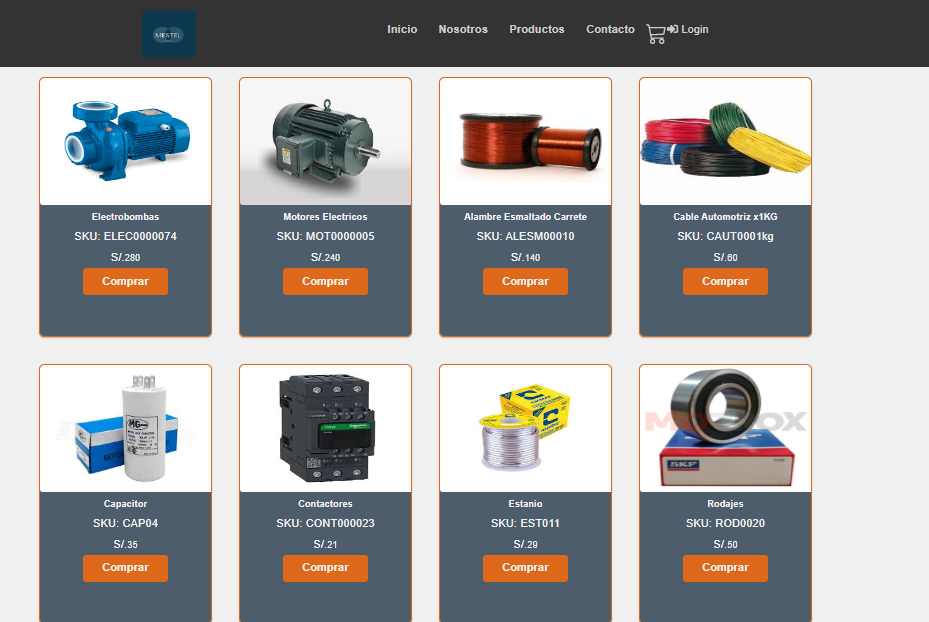 MESTEL
Inicio Nosotros Productos Contacto Login
Electrobombas
SKU: ELEC0000074
S/.280
Comprar
Motores Electricos
SKU: MOT0000005
S/.240
Comprar
Alambre Esmaltado Carrete
SKU: ALESM00010
S/.140
Comprar
Cable Automotriz x1KG
SKU: CAUT0001kg
S/.60
Comprar
MG
Capacitor
SKU: CAP04
S/.35
Comprar
Contactores
SKU: CONT000023
S/.21
Comprar
Estanio
SKU: EST011
S/.29
Comprar
SKF
Rodajes
SKU: ROD0020
S/.50
Comprar